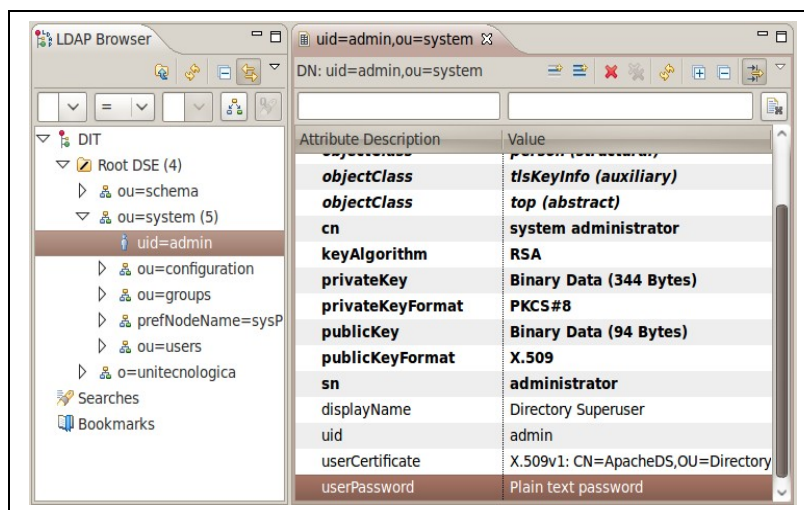 LDAP Browser
=
DIT
Root DSE (4)
ou=schema
ou=system (5)
uid=admin
ou=configuration
ou=groups
prefNodeName=sysP
ou=users
o=unitecnologica
Searches
Bookmarks
uid=admin,ou=system
DN: uid=admin,ou=system
Attribute Description Value
objectClass person (structural)
objectClass tlsKeyInfo (auxiliary)
objectClass top (abstract)
cn system administrator
keyAlgorithm RSA
privateKey Binary Data (344 Bytes)
privateKeyFormat PKCS#8
publicKey Binary Data (94 Bytes)
publicKeyFormat X.509
sn administrator
displayName Directory Superuser
uid admin
userCertificate X.509v1: CN=ApacheDS,OU=Directory
userPassword Plain text password